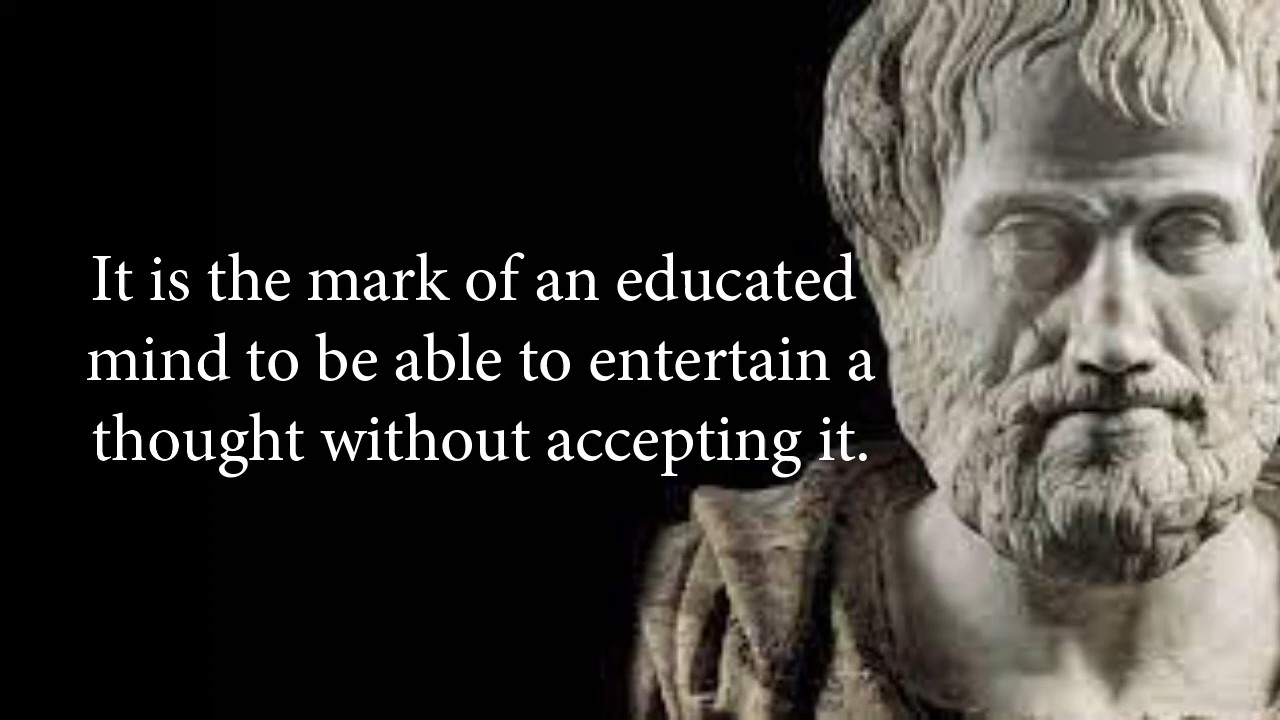 It is the mark of an educated
mind to be able to entertain a
thought without accepting it.